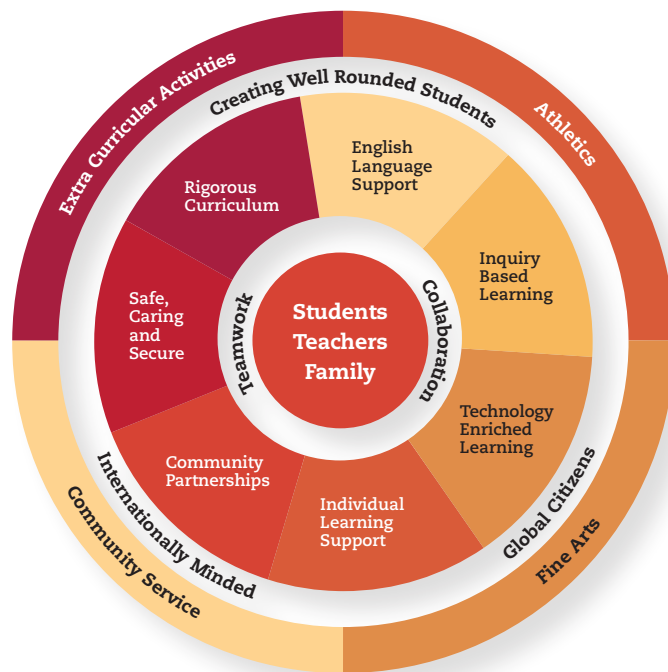 Extra Curricular Activities
Athletics
Creating Well Rounded Students
English
Language
Support
Rigorous
Curriculum
Inquiry
Based
Learning
Safe,
Caring
and
Secure
Teamwork
Students
Teachers
Family
Collaboration
Technology
Enriched
Learning
Community
Partnerships
Individual
Learning
Support
Internationally Minded
Global Citizens
Community Service
Fine Arts